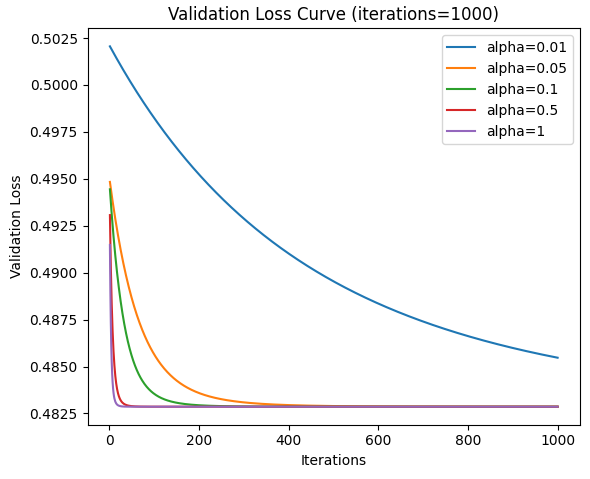 Validation Loss Curve (iterations=1000)
0.5025
0.5000
0.4975
0.4950
0.4925
0.4900
0.4875
0.4850
0.4825
Validation Loss
alpha=0.01
alpha=0.05
alpha=0.1
alpha=0.5
alpha=1
0 200 400 600 800 1000
Iterations